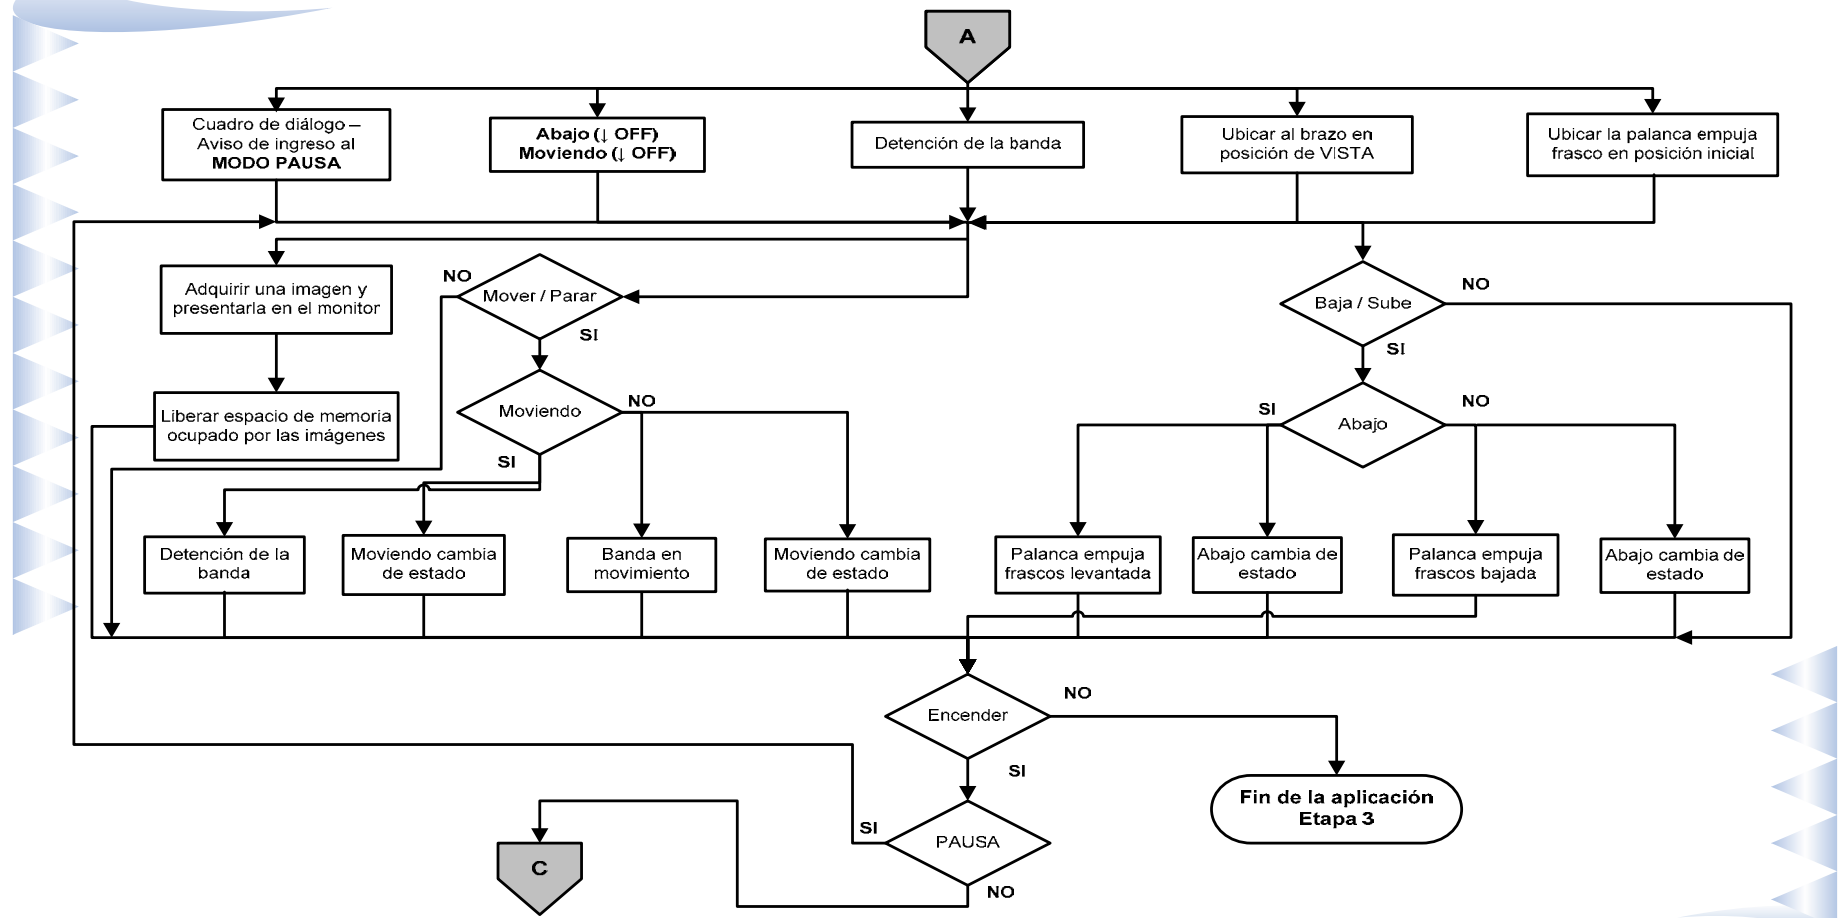 A
Cuadro de diálogo –
Aviso de ingreso al
MODO PAUSA
Abajo (↓ OFF)
Moviendo (↓ OFF)
Detención de la banda
Ubicar al brazo en
posición de VISTA
Ubicar la palanca empuja
frasco en posición inicial
Adquirir una imagen y
presentarla en el monitor
NO
Mover / Parar
SI
Baja / Sube
NO
SI
Liberar espacio de memoria
ocupado por las imágenes
Moviendo
NO
SI
SI
Abajo
NO
Detención de la
banda
Moviendo cambia
de estado
Banda en
movimiento
Moviendo cambia
de estado
Palanca empuja
frascos levantada
Abajo cambia de
estado
Palanca empuja
frascos bajada
Abajo cambia de
estado
Encender
NO
SI
Fin de la aplicación
Etapa 3
SI
PAUSA
NO
C